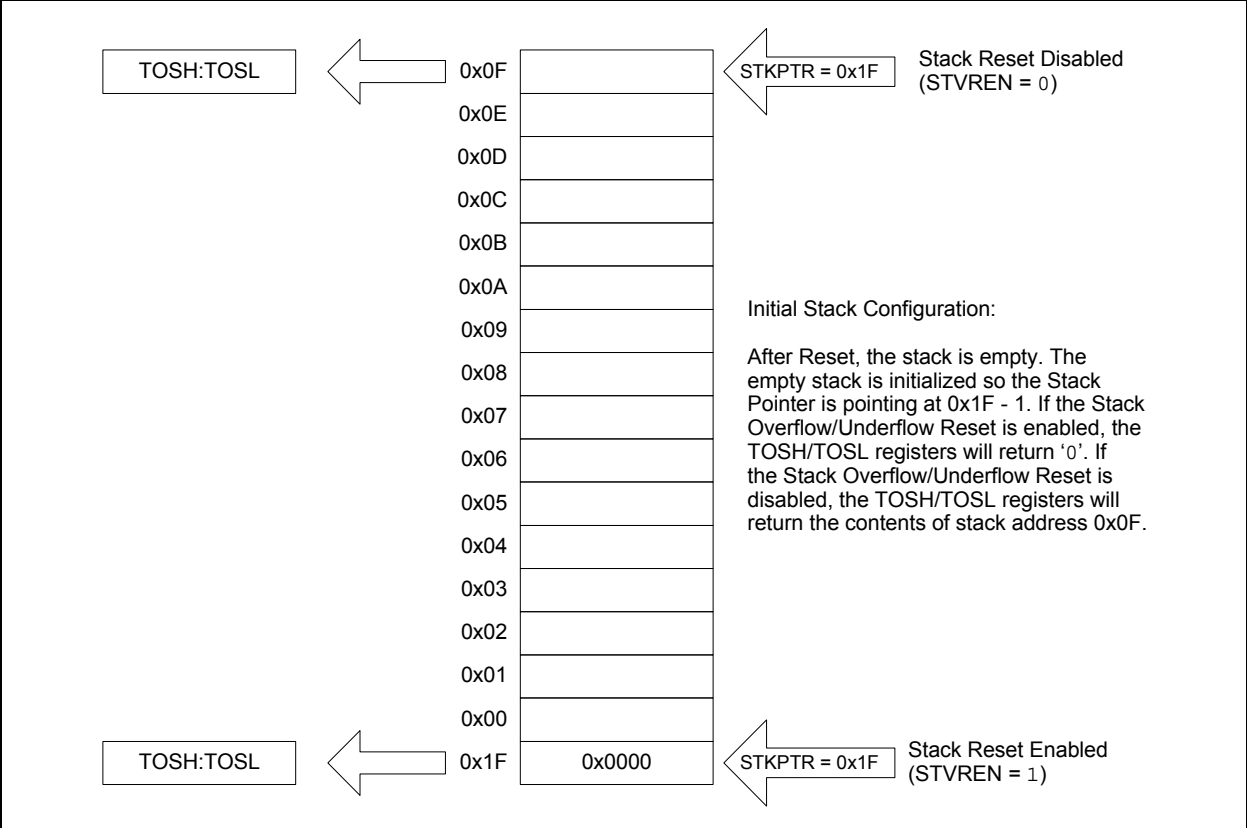 TOSH:TOSL
0x0F
STKPTR = 0x1F
Stack Reset Disabled
(STVREN = 0)
0x0E
0x0D
0x0C
0x0B
0x0A
0x09
0x08
0x07
0x06
0x05
0x04
0x03
0x02
0x01
0x00
Initial Stack Configuration:
After Reset, the stack is empty. The
empty stack is initialized so the Stack
Pointer is pointing at 0x1F - 1. If the Stack
Overflow/Underflow Reset is enabled, the
TOSH/TOSL registers will return ‘0’. If
the Stack Overflow/Underflow Reset is
disabled, the TOSH/TOSL registers will
return the contents of stack address 0x0F.
TOSH:TOSL
0x1F
0x0000
STKPTR = 0x1F
Stack Reset Enabled
(STVREN = 1)